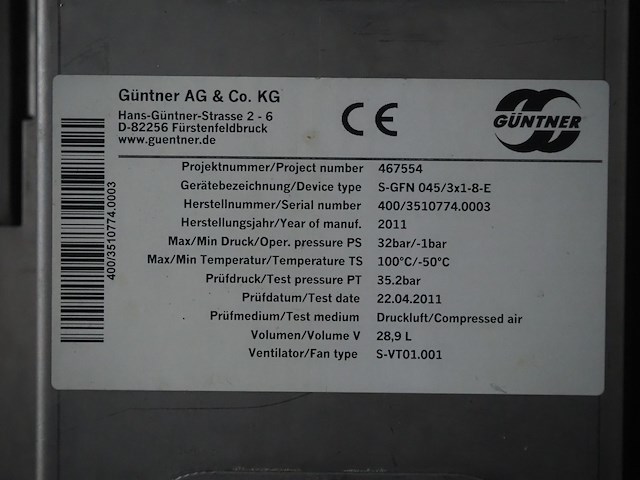 Güntner AG & Co. KG
Hans-Güntner-Strasse 2 - 6
D-82256 Fürstenfeldbruck
www.guentner.de
CE
GÜNTNER
400/3510774.0003
Projektnummer/Project number 467554
Gerätebezeichnung/Device type S-GFN 045/3x1-8-E
Herstellnummer/Serial number 400/3510774.0003
Herstellungsjahr/Year of manuf. 2011
Max/Min Druck/Oper. pressure PS 32bar/-1bar
Max/Min Temperatur/Temperature TS 100°C/-50°C
Prüfdruck/Test pressure PT 35.2bar
Prüfdatum/Test date 22.04.2011
Prüfmedium/Test medium Druckluft/Compressed air
Volumen/Volume V 28,9 L
Ventilator/Fan type S-VT01.001